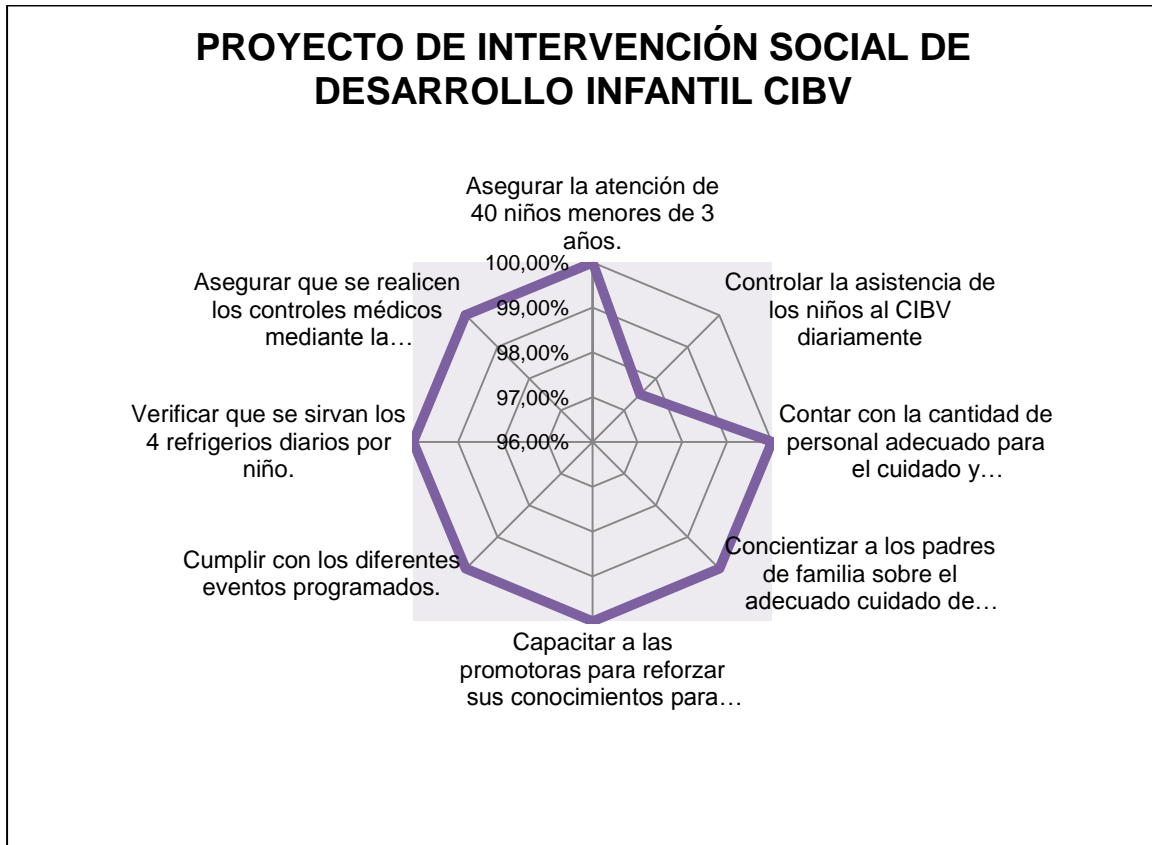 PROYECTO DE INTERVENCIÓN SOCIAL DE
DESARROLLO INFANTIL CIBV
Asegurar la atención de
40 niños menores de 3
años.
Controlar la asistencia de
los niños al CIBV
diariamente
Contar con la cantidad de
personal adecuado para
el cuidado y…
Concientizar a los padres
de familia sobre el
adecuado cuidado de…
Capacitar a las
promotoras para reforzar
sus conocimientos para…
Cumplir con los diferentes
eventos programados.
Verificar que se sirvan los
4 refrigerios diarios por
niño.
Asegurar que se realicen
los controles médicos
mediante la…
100,00%
99,00%
98,00%
97,00%
96,00%